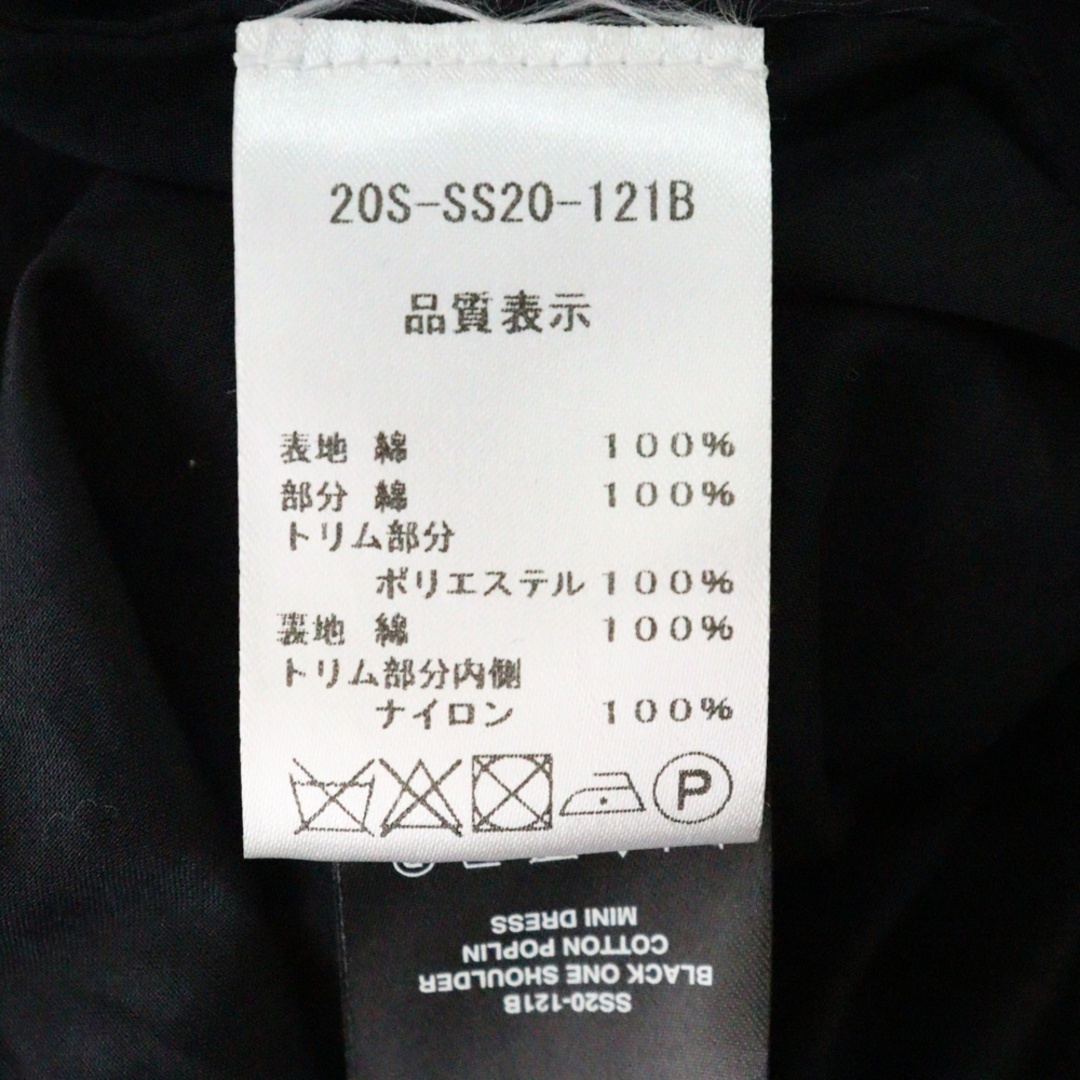 20S-SS20-121B
品質表示
表地 綿 100%
部分 綿 100%
トリム部分
ポリエステル 100%
裏地 綿 100%
トリム部分内側
ナイロン 100%
P
SS20-121B
BLACK ONE SHOULDER
COTTON POPLIN
MINI DRESS